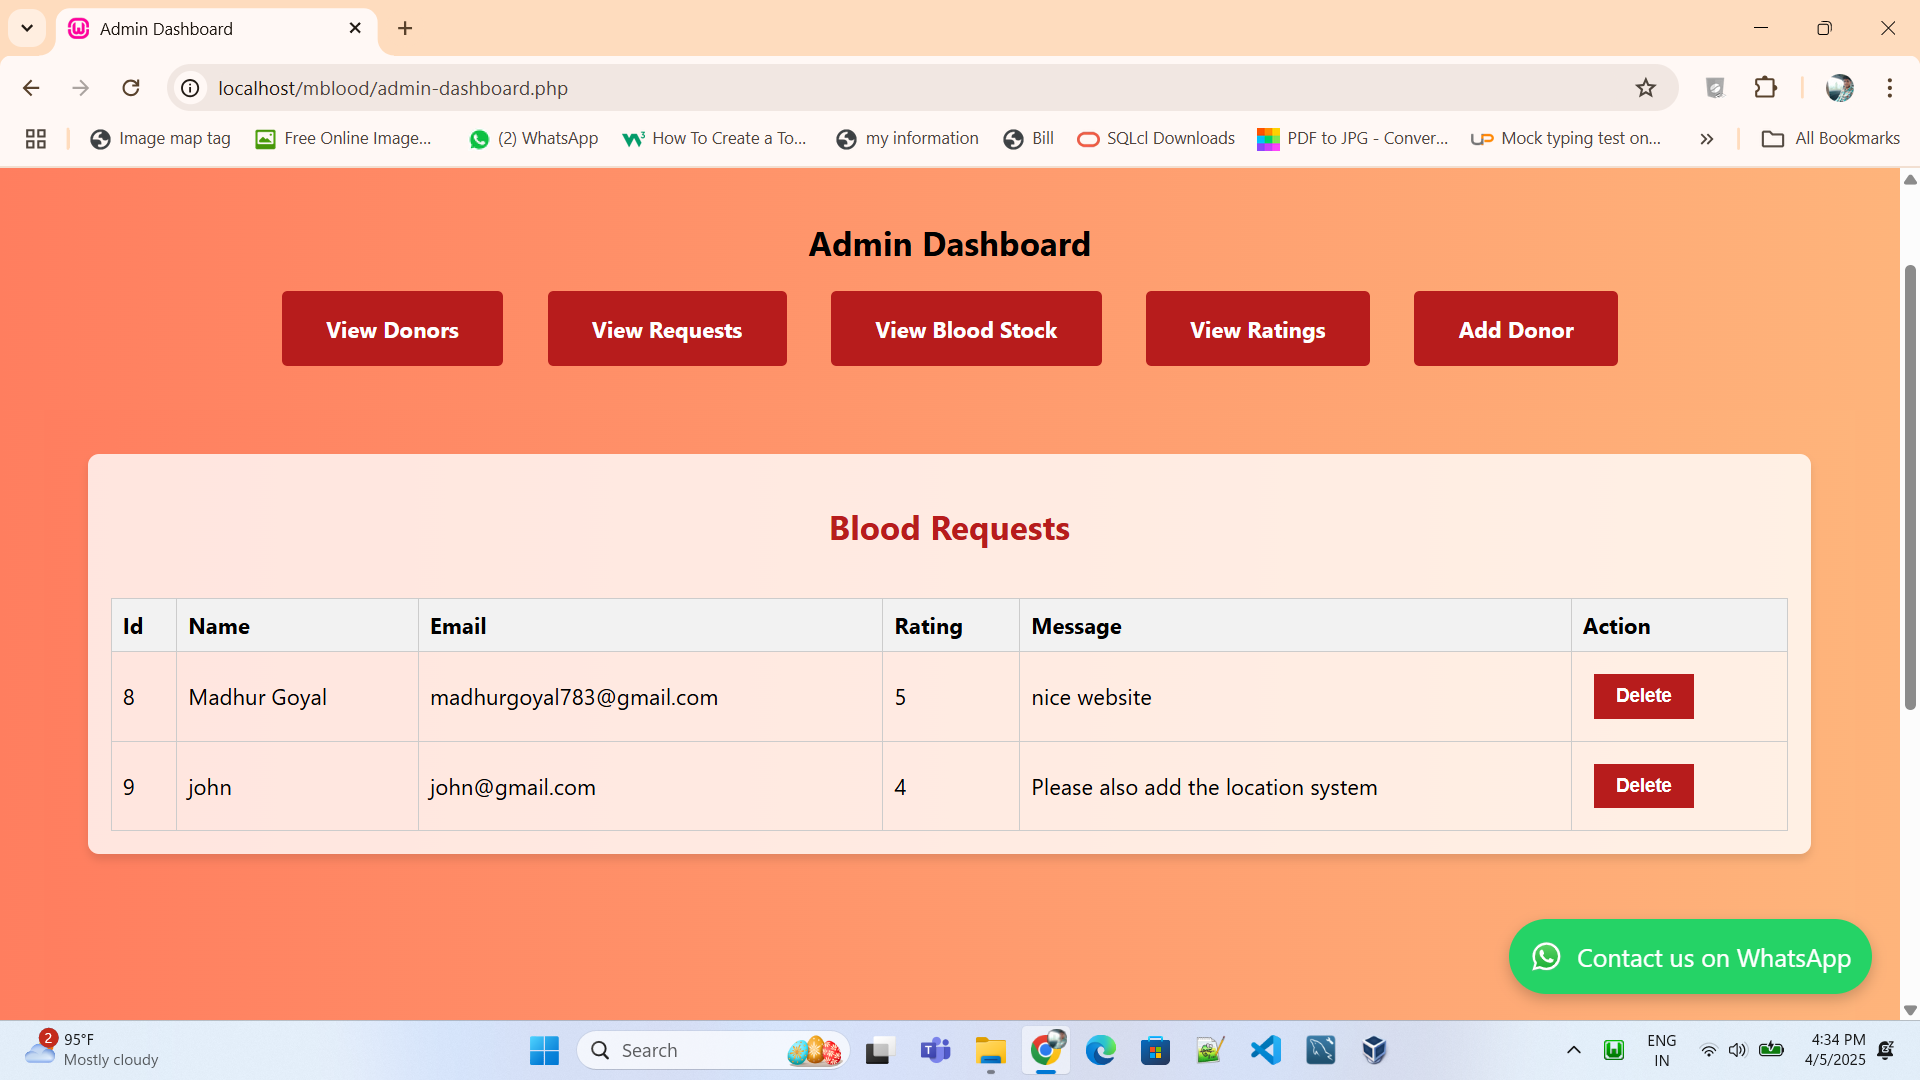 Admin Dashboard
localhost/mblood/admin-dashboard.php
Image map tag Free Online Image... (2) WhatsApp How To Create a To... my information Bill SQLcl Downloads PDF to JPG - Conver... Mock typing test on... » All Bookmarks
Admin Dashboard
View Donors View Requests View Blood Stock View Ratings Add Donor
Blood Requests
Id Name Email Rating Message Action
8 Madhur Goyal madhurgoyal783@gmail.com 5 nice website Delete
9 john john@gmail.com 4 Please also add the location system Delete
Contact us on WhatsApp
2 95°F
Mostly cloudy
Search
ENG
IN
4:34 PM
4/5/2025